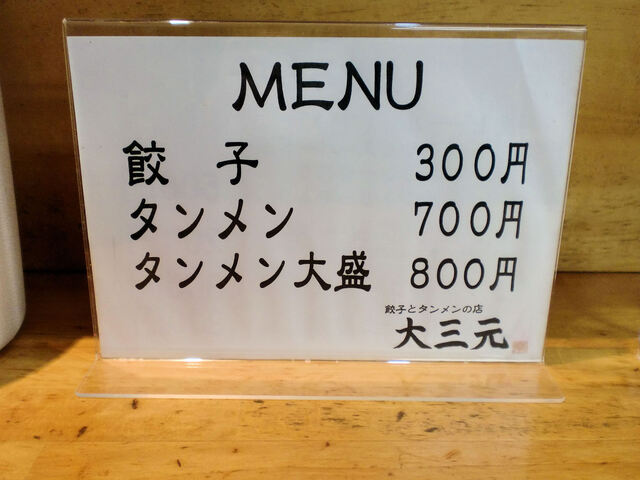 MENU
餃　子　300円
タンメン　700円
タンメン大盛　800円
餃子とタンメンの店
大三元